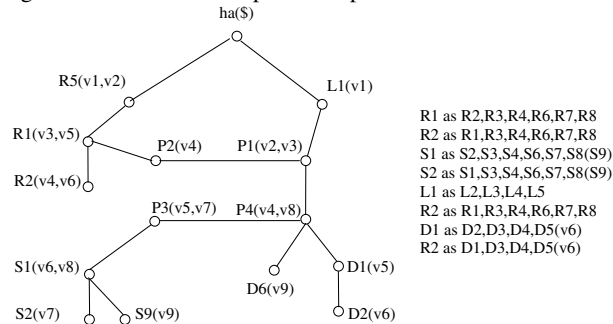 ha($)
R5(v1,v2)
L1(v1)
R1(v3,v5)
P2(v4)
P1(v2,v3)
R2(v4,v6)
P3(v5,v7)
P4(v4,v8)
S1(v6,v8)
D1(v5)
D6(v9)
S2(v7)
S9(v9)
D2(v6)
R1 as R2,R3,R4,R6,R7,R8
R2 as R1,R3,R4,R6,R7,R8
S1 as S2,S3,S4,S6,S7,S8(S9)
S2 as S1,S3,S4,S6,S7,S8(S9)
L1 as L2,L3,L4,L5
R2 as R1,R3,R4,R6,R7,R8
D1 as D2,D3,D4,D5(v6)
R2 as D1,D3,D4,D5(v6)